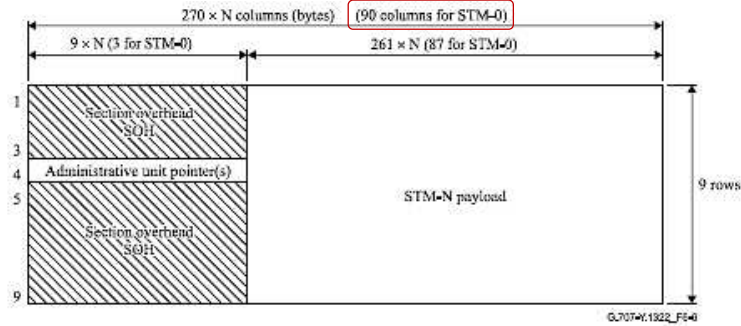 270 × N columns (bytes) (90 columns for STM-0)
9 × N (3 for STM-0) 261 × N (87 for STM-0)
1
Section overhead
SOH
3
4 Administrative unit pointer(s)
5
STM-N payload
9 rows
Section overhead
SOH
9
G.707-Y.1322_F6-6